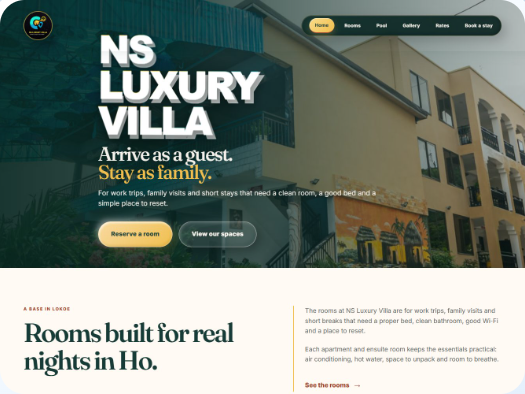 Home Rooms Pool Gallery Rates Book a stay
NS
LUXURY
VILLA
Arrive as a guest.
Stay as family.
For work trips, family visits and short stays that need a clean room, a good bed and a
simple place to reset.
Reserve a room View our spaces
A BASE IN LOKOE
Rooms built for real
nights in Ho.
The rooms at NS Luxury Villa are for work trips, family visits and
short breaks that need a proper bed, clean bathroom, good Wi-Fi
and a place to reset.
Each apartment and ensuite room keeps the essentials practical:
air conditioning, hot water, space to unpack and room to breathe.
See the rooms →